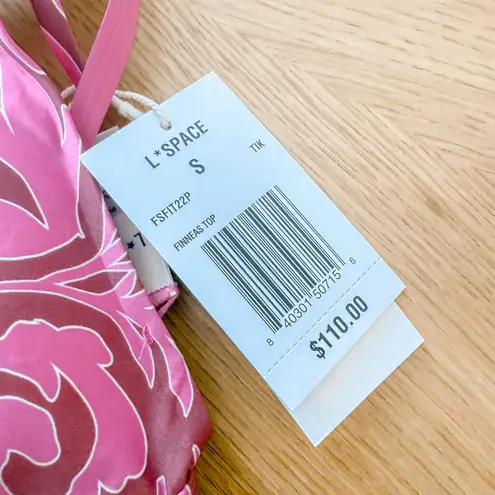 L*SPACE
S
TIK
FSFIT22P
FINNEAS TOP
8 40301 50715 6
$110.00